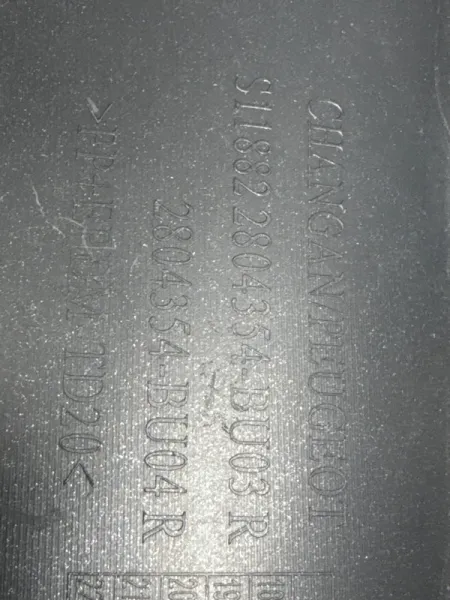 CHANGAN/PEUGEOT
S11882 2804354-BU03 R
2804354-BU04 R
>PP+EPDM-TD20<